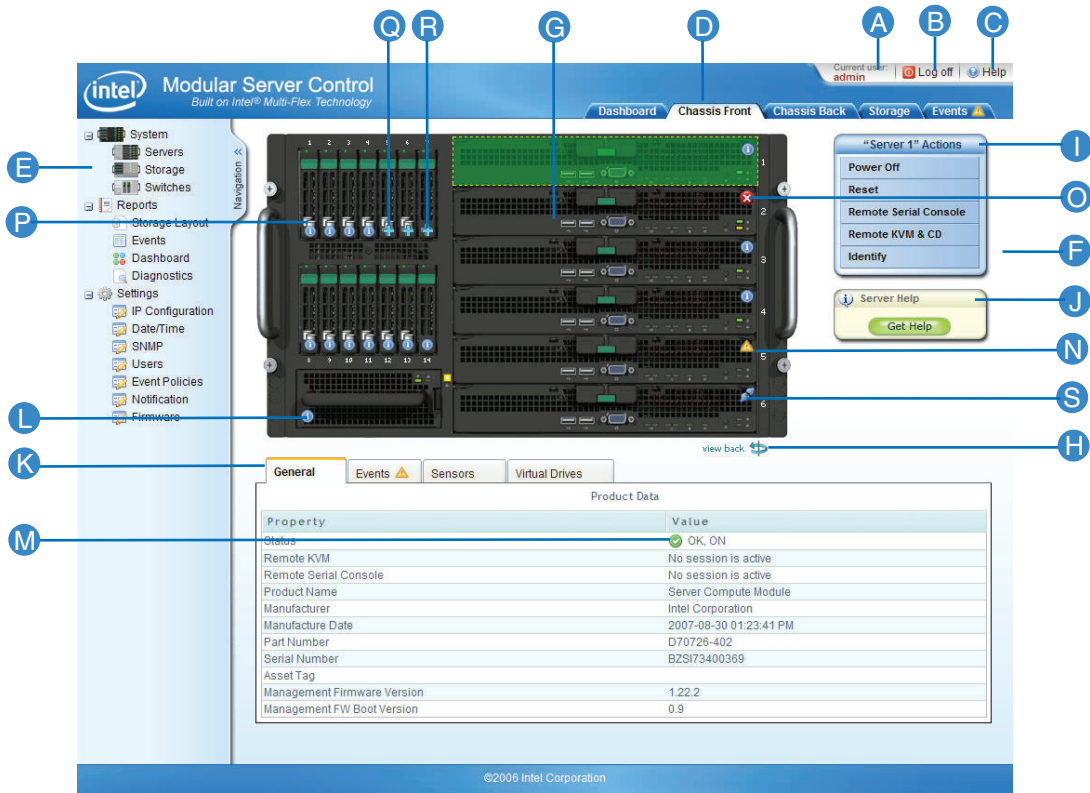 Q R G D A B C
intel
Modular Server Control
Built on Intel® Multi-Flex Technology
Current user:
admin
Log off
Help
Dashboard Chassis Front Chassis Back Storage Events
E
System
Servers
Storage
Switches
Reports
Storage Layout
Events
Dashboard
Diagnostics
Settings
IP Configuration
Date/Time
SNMP
Users
Event Policies
Notification
Firmware
Navigation
P
L
K
M
1 2 3 4 5 6 7
8 9 10 11 12 13 14
1
2
3
4
5
6
"Server 1" Actions
Power Off
Reset
Remote Serial Console
Remote KVM & CD
Identify
Server Help
Get Help
I
O
F
J
N
S
H
view back
General Events Sensors Virtual Drives
Product Data
Property Value
Status OK, ON
Remote KVM No session is active
Remote Serial Console No session is active
Product Name Server Compute Module
Manufacturer Intel Corporation
Manufacture Date 2007-08-30 01:23:41 PM
Part Number D70726-402
Serial Number BZSI73400369
Asset Tag
Management Firmware Version 1.22.2
Management FW Boot Version 0.9
©2006 Intel Corporation